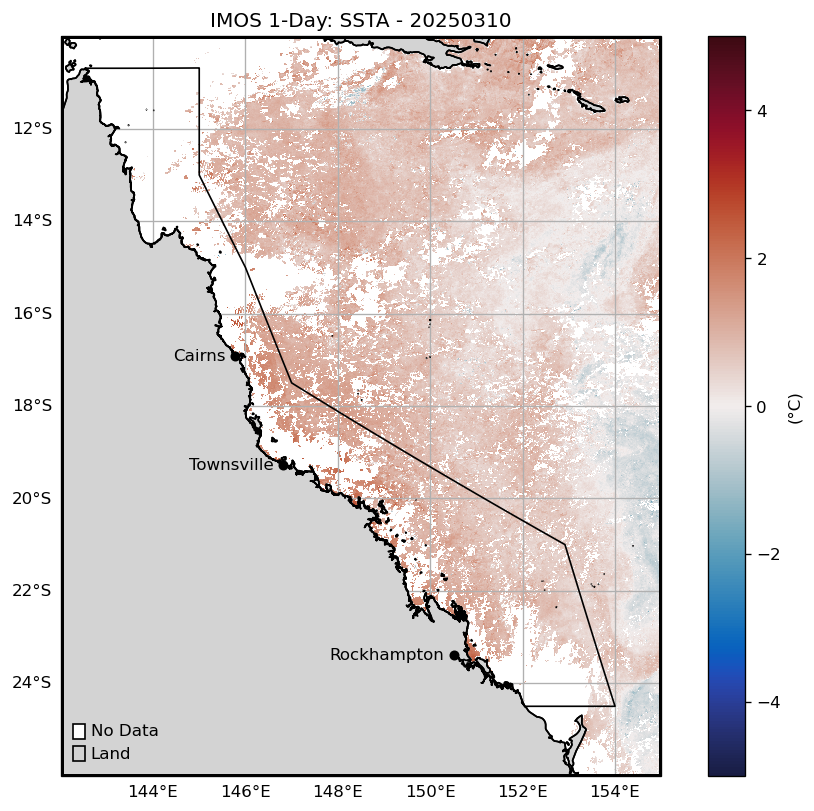 IMOS 1-Day: SSTA - 20250310
12°S
14°S
16°S
18°S
20°S
22°S
24°S
Cairns
Townsville
Rockhampton
No Data
Land
144°E
146°E
148°E
150°E
152°E
154°E
4
2
0
−2
−4
(°C)